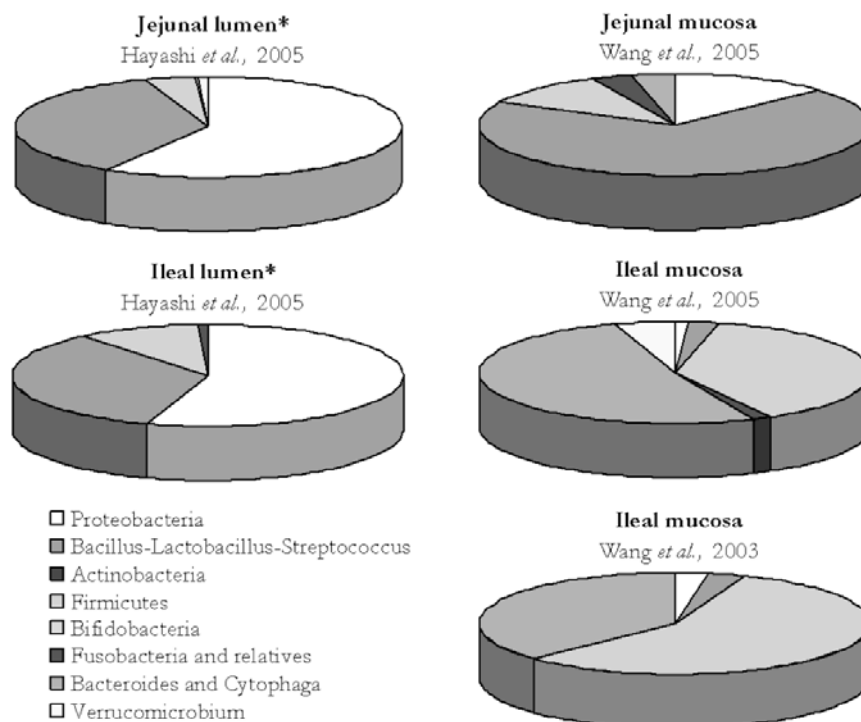 Jejunal lumen*
Hayashi et al., 2005
Jejunal mucosa
Wang et al., 2005
Ileal lumen*
Hayashi et al., 2005
Ileal mucosa
Wang et al., 2005
Proteobacteria
Bacillus-Lactobacillus-Streptococcus
Actinobacteria
Firmicutes
Bifidobacteria
Fusobacteria and relatives
Bacteroides and Cytophaga
Verrucomicrobium
Ileal mucosa
Wang et al., 2003